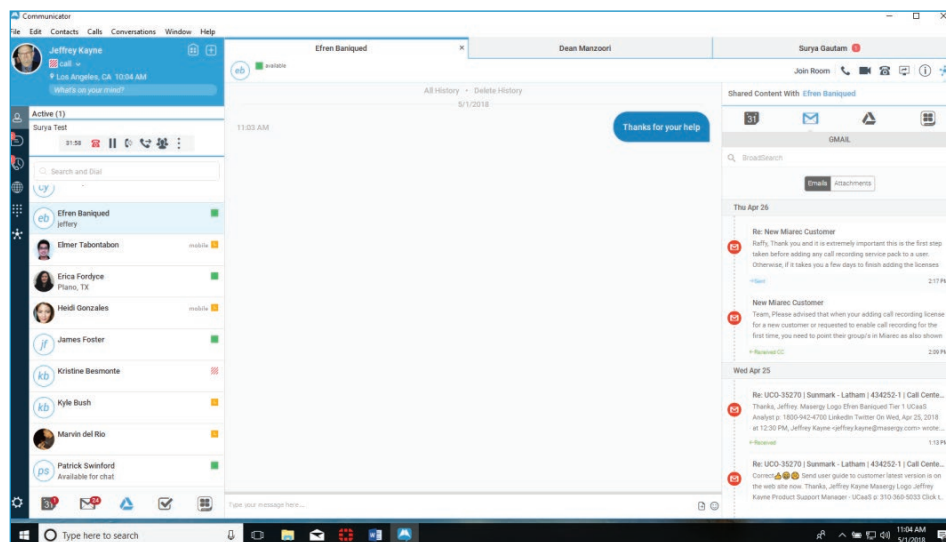 Communicator
File Edit Contacts Calls Conversations Window Help
Jeffrey Kayne
call
Los Angeles, CA 10:04 AM
What's on your mind?
Active (1)
Surya Test
31:58
Search and Dial
cy
eb
Efren Baniqued
jeffery
Elmer Tabontabon
mobile
Erica Fordyce
Plano, TX
Heidi Gonzales
mobile
jf
James Foster
kb
Kristine Besmonte
kb
Kyle Bush
Marvin del Rio
ps
Patrick Swinford
Available for chat
31
24
Efren Baniqued × Dean Manzoori Surya Gautam 1
eb available
Join Room
All History • Delete History
5/1/2018
11:03 AM
Thanks for your help
Type your message here...
Shared Content With Efren Baniqued
31
GMAIL
BroadSearch
Emails Attachments
Thu Apr 26
Re: New Miarec Customer
Raffy, Thank you and it is extremely important this is the first step
taken before adding any call recording service pack to a user.
Otherwise, if it takes you a few days to finish adding the licenses
Sent 2:17 PM
New Miarec Customer
Team, Please advised that when your adding call recording license
for a new customer or requested to enable call recording for the
first time, you need to point their group/s in Miarec as also shown
Received CC 2:09 PM
Wed Apr 25
Re: UCO-35270 | Sunmark - Latham | 434252-1 | Call Cente...
Thanks, Jeffrey. Masergy Logo Efren Baniqued Tier 1 UCaaS
Analyst p: 1800-942-4700 LinkedIn Twitter On Wed, Apr 25, 2018
at 12:30 PM, Jeffrey Kayne <jeffrey.kayne@masergy.com> wrote:...
Received 1:13 PM
Re: UCO-35270 | Sunmark - Latham | 434252-1 | Call Cente...
Correct👍😀😀 Send user guide to customer latest version is on
the web site now. Thanks, Jeffrey Kayne Masergy Logo Jeffrey
Kayne Product Support Manager - UCaaS p: 310-360-5033 Click t...
Type here to search
11:04 AM
5/1/2018